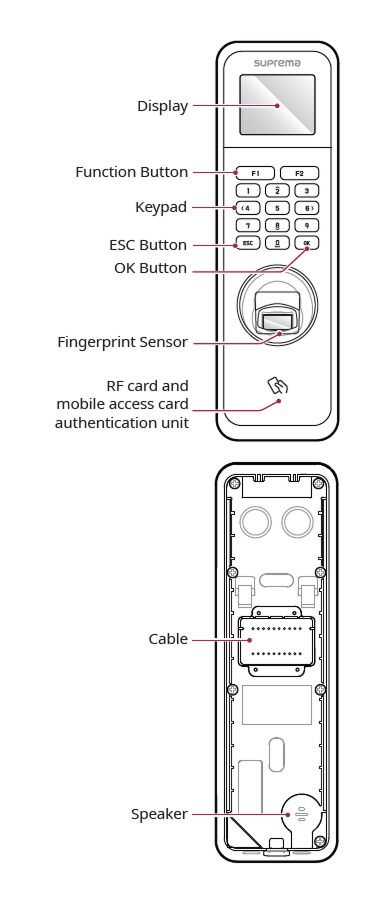 suprema
Display
Function Button
F1 F2
1 2 3
Keypad
4 5 6
7 8 9
ESC Button
ESC 0 OK
OK Button
Fingerprint Sensor
RF card and
mobile access card
authentication unit
Cable
Speaker